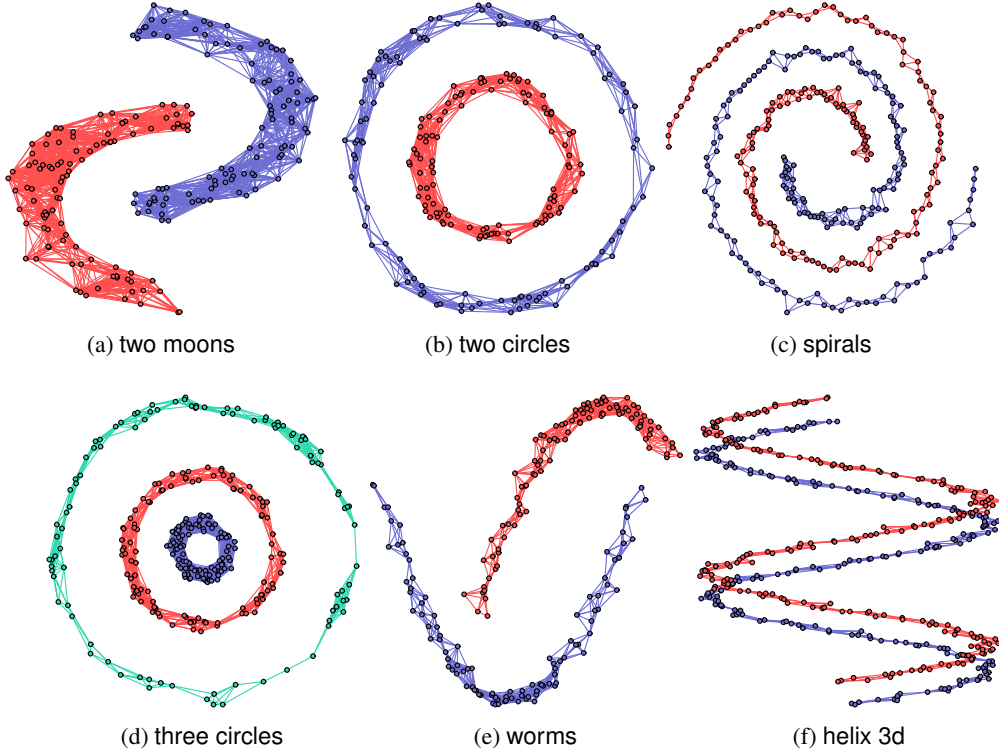 (a) two moons
(b) two circles
(c) spirals
(d) three circles
(e) worms
(f) helix 3d